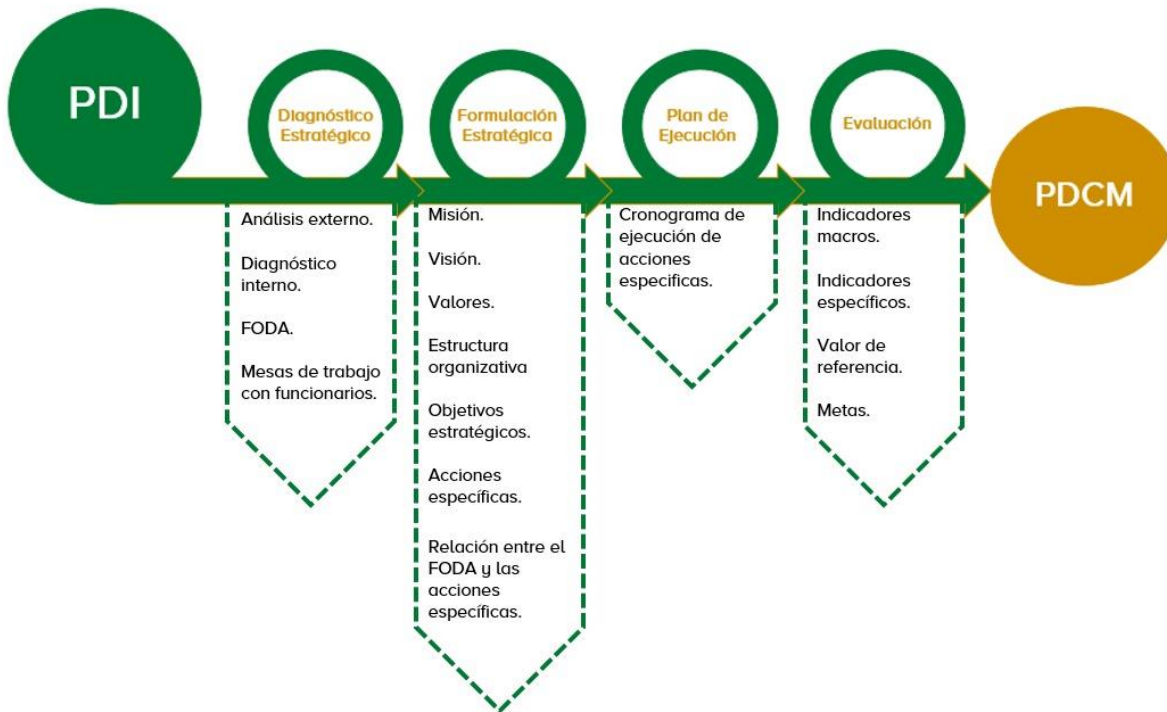 PDI
Diagnóstico
Estratégico
Formulación
Estratégica
Plan de
Ejecución
Evaluación
PDCM
Análisis externo.
Diagnóstico
interno.
FODA.
Mesas de trabajo
con funcionarios.
Misión.
Visión.
Valores.
Estructura
organizativa
Objetivos
estratégicos.
Acciones
específicas.
Relación entre el
FODA y las
acciones
específicas.
Cronograma de
ejecución de
acciones
especificas.
Indicadores
macros.
Indicadores
específicos.
Valor de
referencia.
Metas.